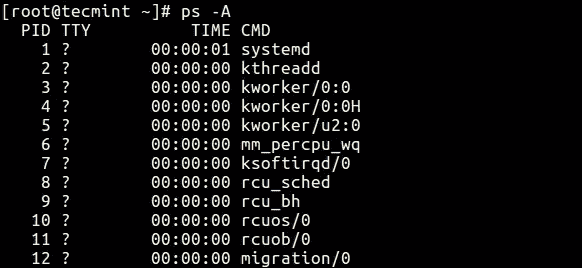 [root@tecmint ~]# ps -A
  PID TTY          TIME CMD
    1 ?        00:00:01 systemd
    2 ?        00:00:00 kthreadd
    3 ?        00:00:00 kworker/0:0
    4 ?        00:00:00 kworker/0:0H
    5 ?        00:00:00 kworker/u2:0
    6 ?        00:00:00 mm_percpu_wq
    7 ?        00:00:00 ksoftirqd/0
    8 ?        00:00:00 rcu_sched
    9 ?        00:00:00 rcu_bh
   10 ?        00:00:00 rcuos/0
   11 ?        00:00:00 rcuob/0
   12 ?        00:00:00 migration/0